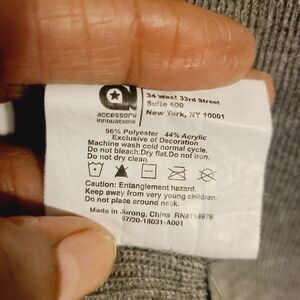 accessory
innovations
34 West 33rd Street
Suite 600
New York, NY 10001
56% Polyester 44% Acrylic
Exclusive of Decoration
Machine wash cold normal cycle.
Do not bleach.Dry flat.Do not iron.
Do not dry clean.
Caution: Entanglement hazard.
Keep away from very young children.
Do not place around neck.
Made in Jurong, China RN#
07/20-18031-A001